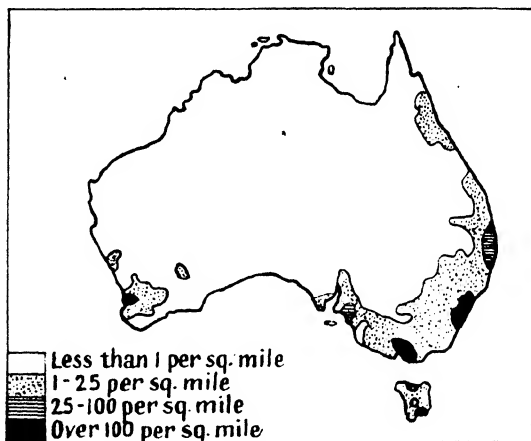 Less than 1 per sq. mile
1-25 per sq. mile
25-100 per sq. mile
Over 100 per sq. mile